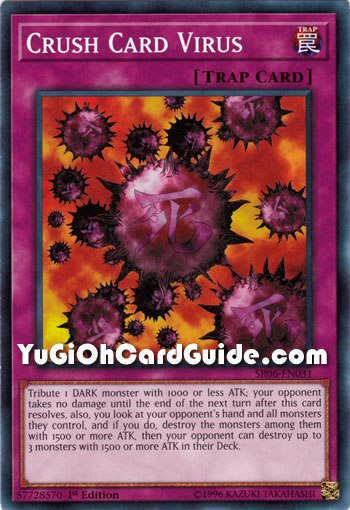 CRUSH CARD VIRUS
TRAP
罠
[TRAP CARD]
死
死
YuGiOhCardGuide.com
SR06-EN031
Tribute 1 DARK monster with 1000 or less ATK; your opponent
takes no damage until the end of the next turn after this card
resolves, also, you look at your opponent's hand and all monsters
they control, and if you do, destroy the monsters among them
with 1500 or more ATK, then your opponent can destroy up to
3 monsters with 1500 or more ATK in their Deck.
57728570 1st Edition
©1996 KAZUKI TAKAHASHI